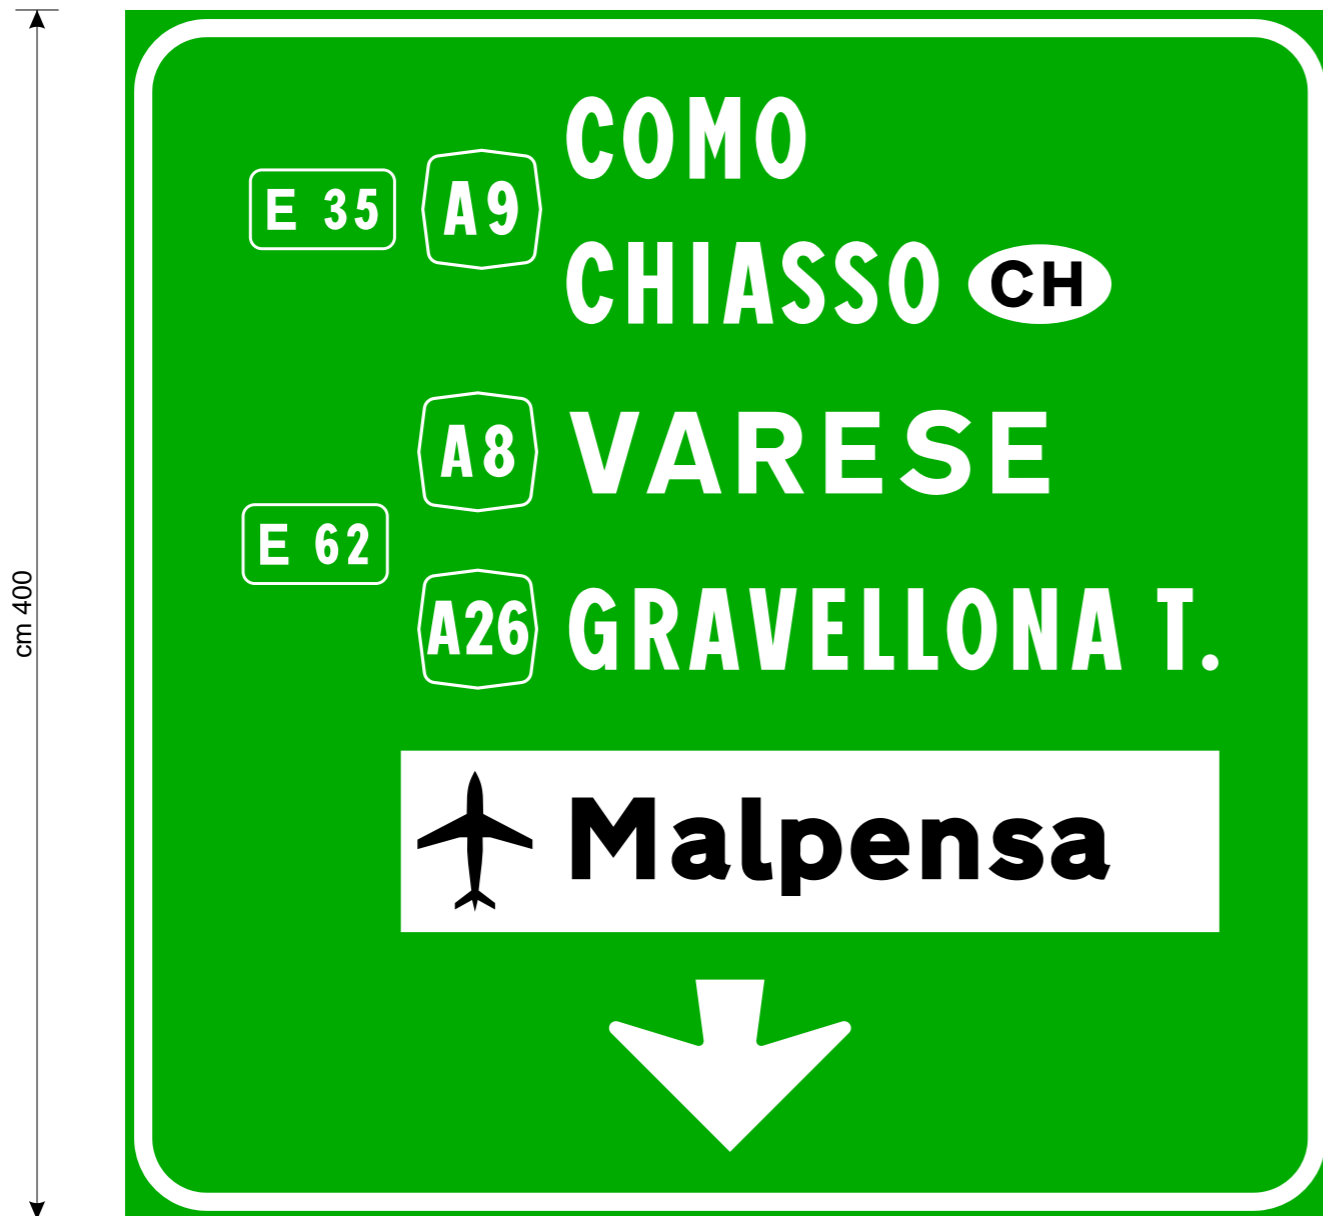 COMO
E 35 A9
CHIASSO CH
A8 VARESE
E 62
A26 GRAVELLONA T.
Malpensa
cm 400